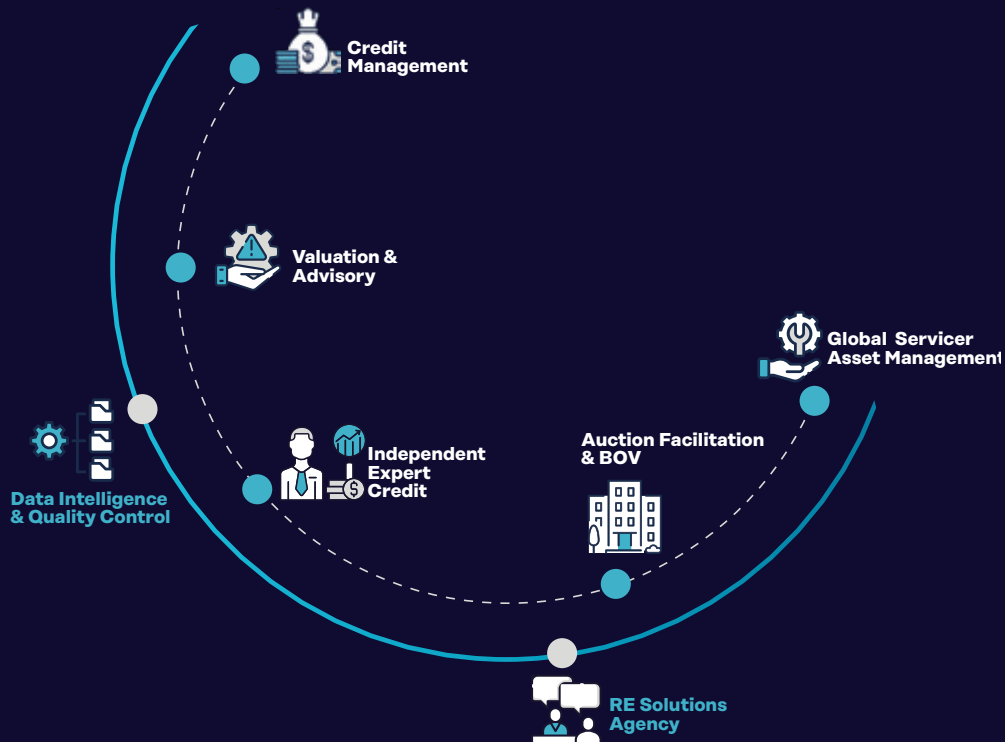 Credit
Management
Valuation &
Advisory
Global Servicer
Asset Management
Auction Facilitation
& BOV
Independent
Expert
Credit
Data Intelligence
& Quality Control
RE Solutions
Agency